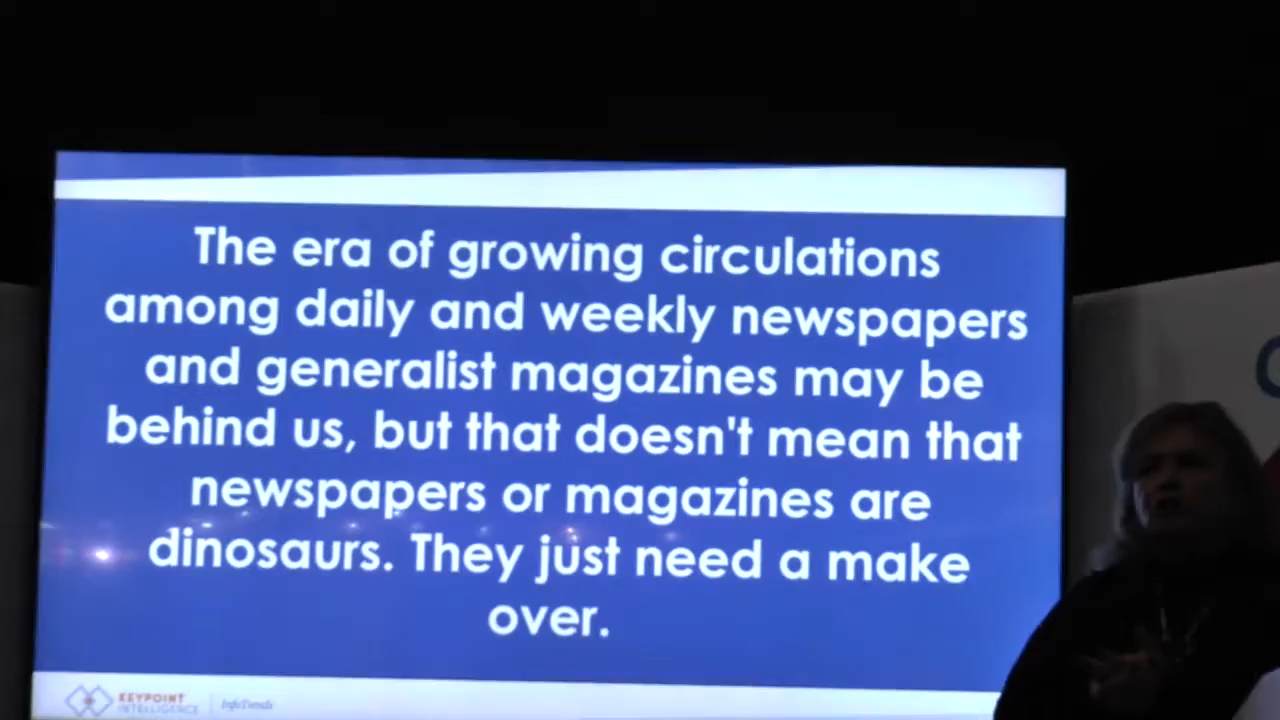 The era of growing circulations
among daily and weekly newspapers
and generalist magazines may be
behind us, but that doesn't mean that
newspapers or magazines are
dinosaurs. They just need a make
over.
KEYPOINT
INTELLIGENCE
InfoTrends